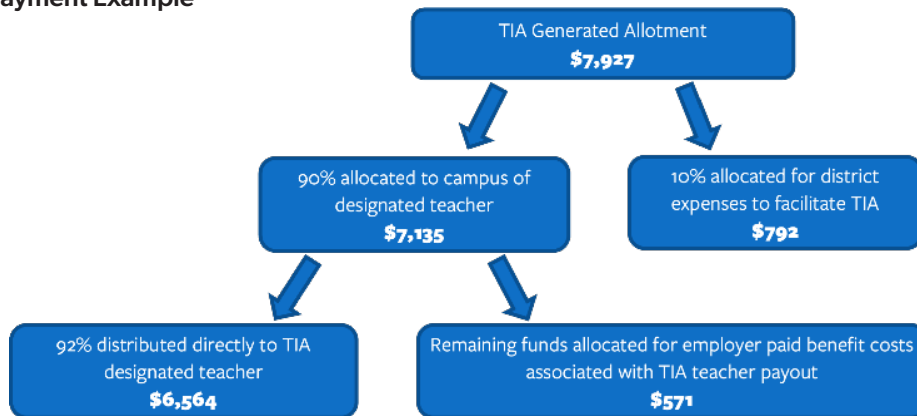 TIA Generated Allotment
$7,927
90% allocated to campus of
designated teacher
$7,135
10% allocated for district
expenses to facilitate TIA
$792
92% distributed directly to TIA
designated teacher
$6,564
Remaining funds allocated for employer paid benefit costs
associated with TIA teacher payout
$571